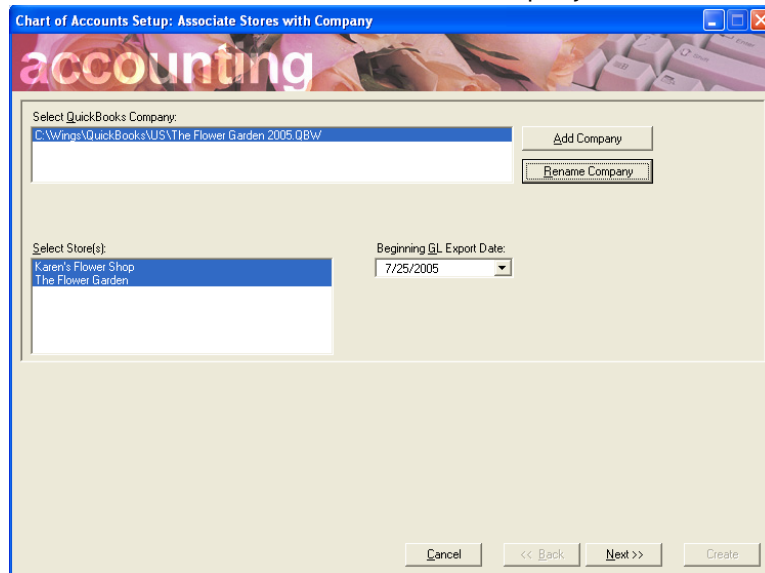 Chart of Accounts Setup: Associate Stores with Company
accounting
Select QuickBooks Company:
C:\Wings\QuickBooks\US\The Flower Garden 2005.QBW
Add Company
Rename Company
Select Store(s):
Beginning GL Export Date:
Karen's Flower Shop
7/25/2005
The Flower Garden
Cancel
<< Back
Next >>
Create